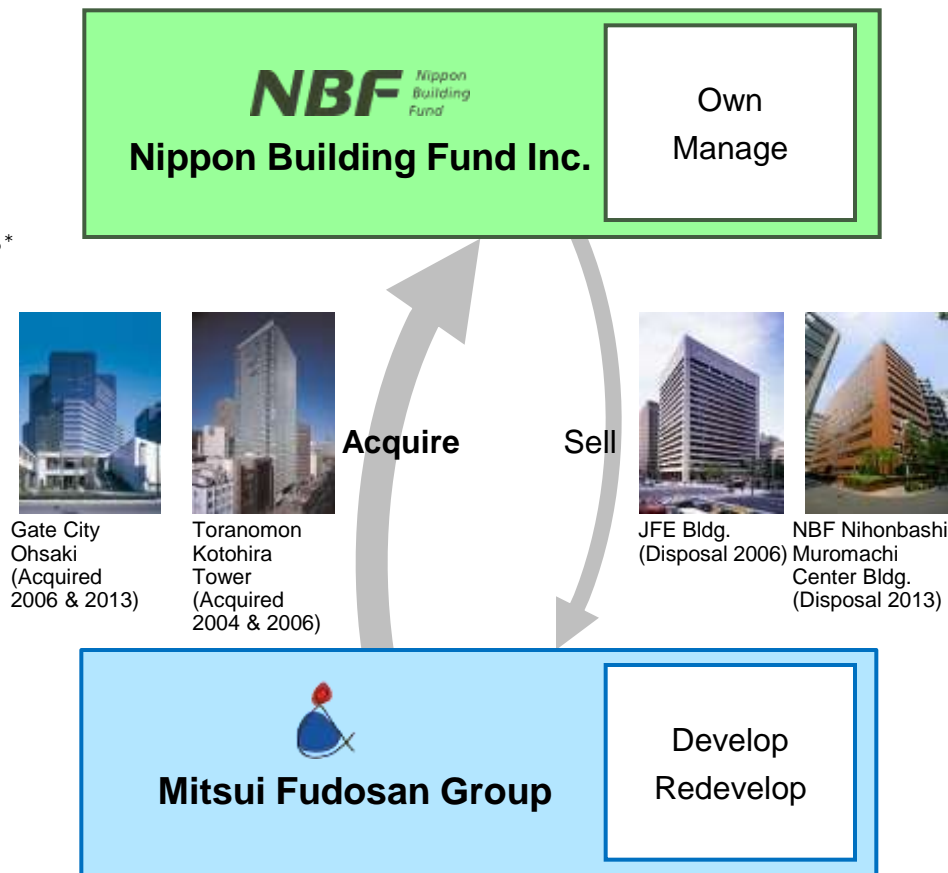 NBF Nippon
Building
Fund
Nippon Building Fund Inc.
Own
Manage
*
Acquire
Sell
Gate City
Ohsaki
(Acquired
2006 & 2013)
Toranomon
Kotohira
Tower
(Acquired
2004 & 2006)
JFE Bldg.
(Disposal 2006)
NBF Nihonbashi
Muromachi
Center Bldg.
(Disposal 2013)
Mitsui Fudosan Group
Develop
Redevelop